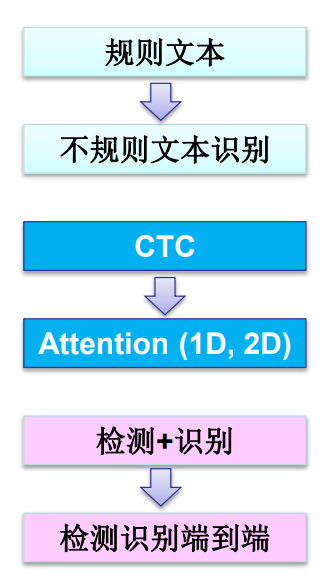 规则文本
不规则文本识别
CTC
Attention (1D, 2D)
检测+识别
检测识别端到端